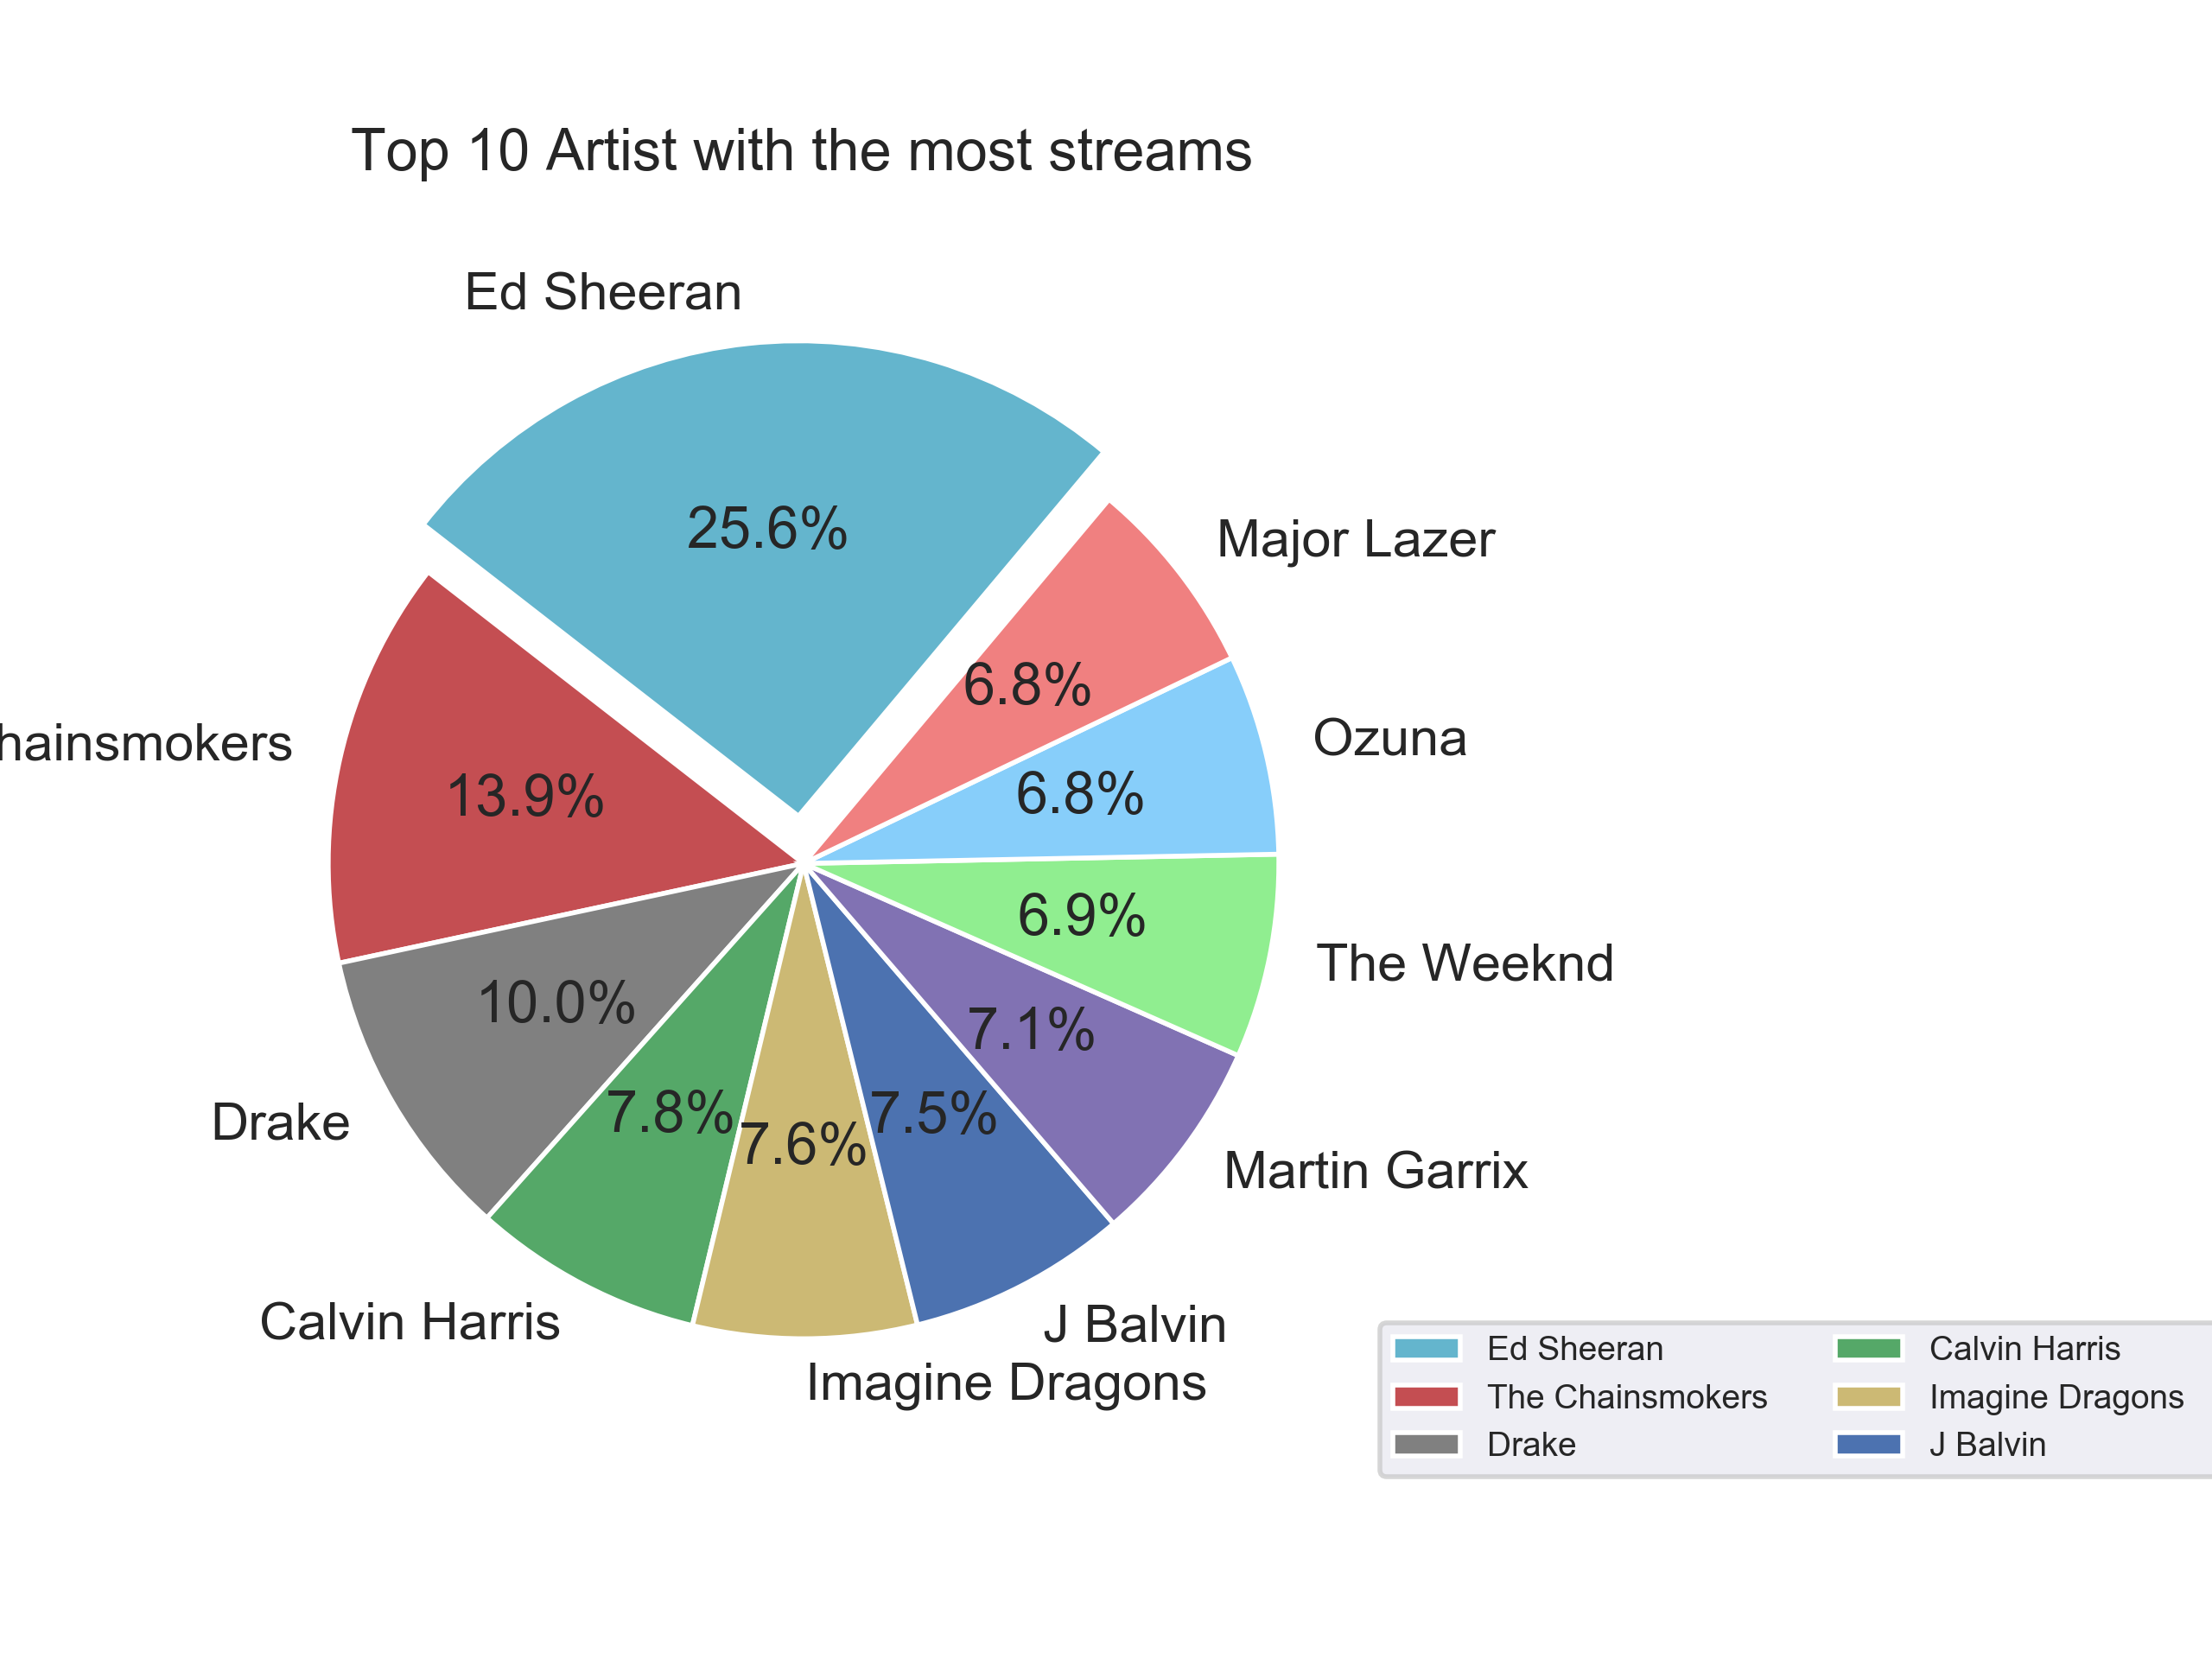 Top 10 Artist with the most streams
Ed Sheeran
25.6%
Major Lazer
6.8%
Ozuna
hainsmokers
13.9%
6.8%
6.9%
The Weeknd
10.0%
7.1%
Drake
7.8%
7.6%
7.5%
Martin Garrix
Calvin Harris
J Balvin
Imagine Dragons
Ed Sheeran
The Chainsmokers
Drake
Calvin Harris
Imagine Dragons
J Balvin